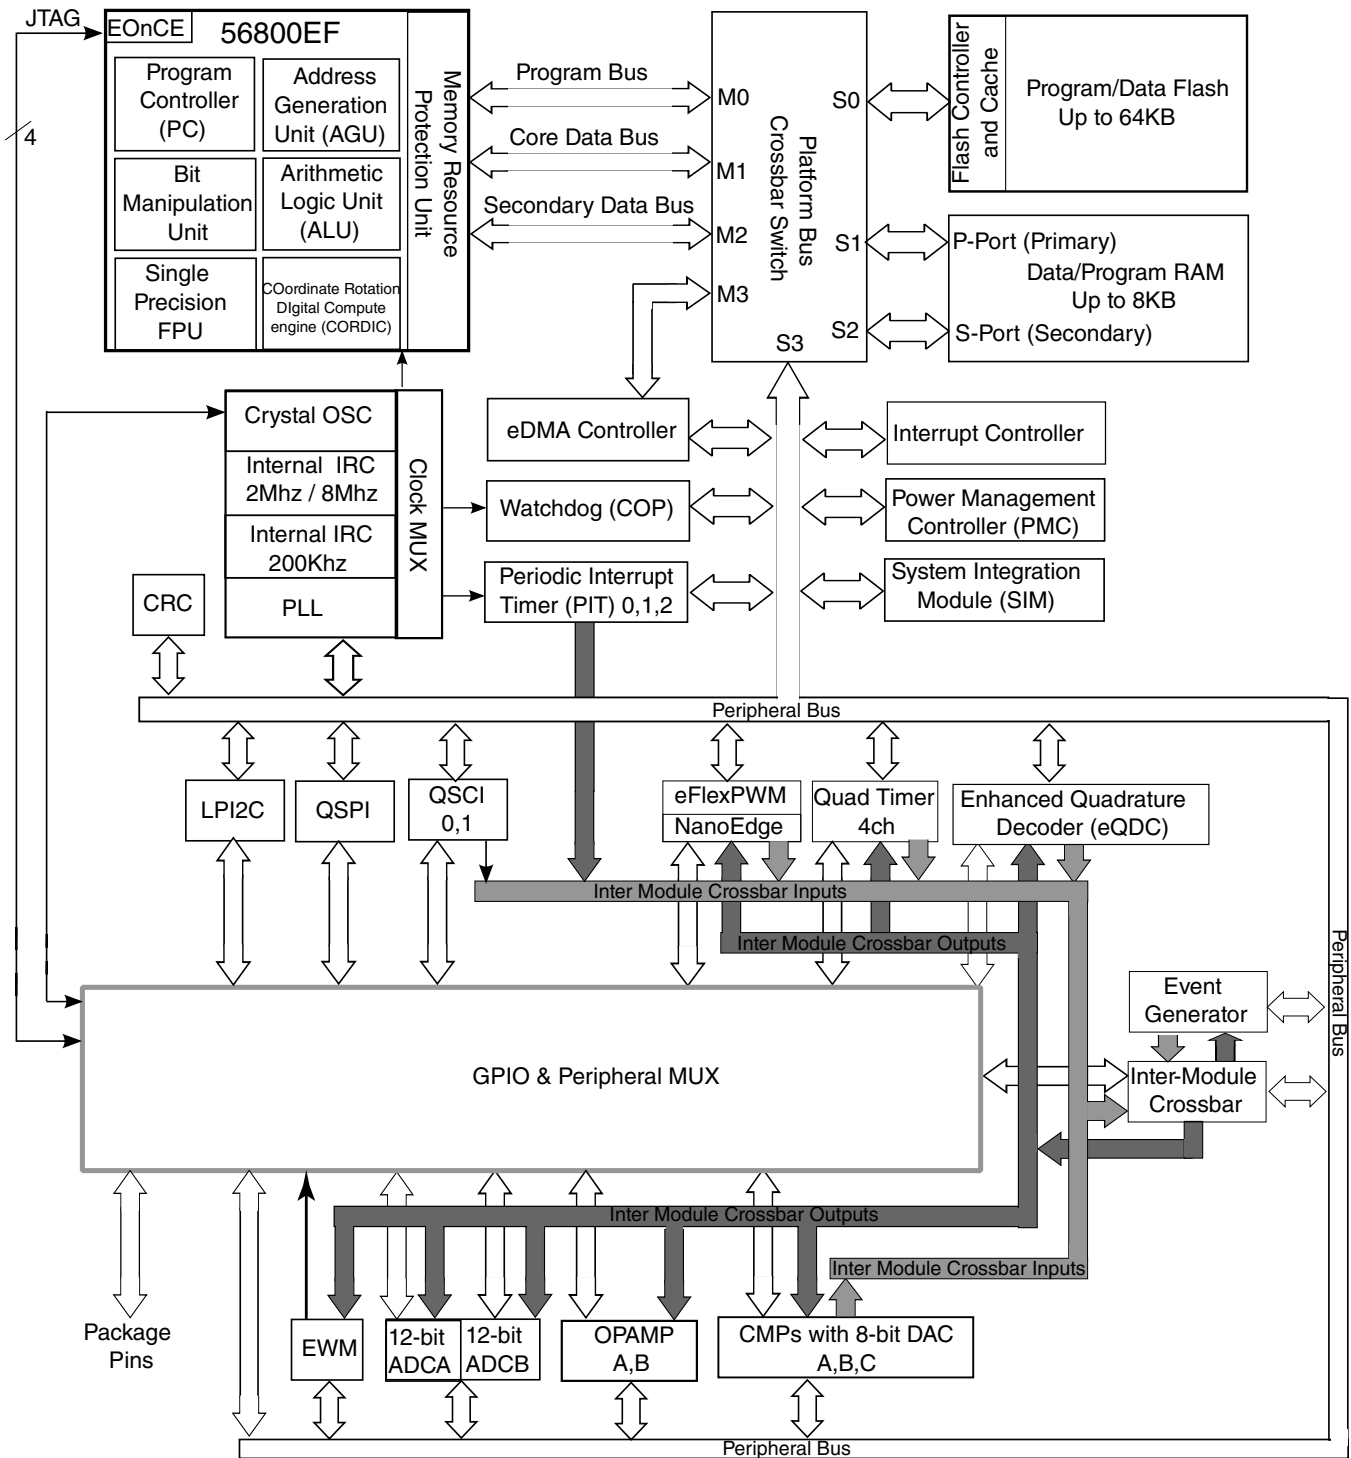 JTAG
4
EOnCE
56800EF
Program
Controller
(PC)
Address
Generation
Unit (AGU)
Bit
Manipulation
Unit
Arithmetic
Logic Unit
(ALU)
Single
Precision
FPU
COordinate Rotation
DIgital Compute
engine (CORDIC)
Memory Resource
Protection Unit
Program Bus
Core Data Bus
Secondary Data Bus
M0
M1
M2
M3
Platform Bus
Crossbar Switch
S0
S1
S2
S3
Flash Controller
and Cache
Program/Data Flash
Up to 64KB
P-Port (Primary)
Data/Program RAM
Up to 8KB
S-Port (Secondary)
Crystal OSC
Internal IRC
2Mhz / 8Mhz
Internal IRC
200Khz
PLL
Clock MUX
eDMA Controller
Watchdog (COP)
Periodic Interrupt
Timer (PIT) 0,1,2
Interrupt Controller
Power Management
Controller (PMC)
System Integration
Module (SIM)
CRC
Peripheral Bus
LPI2C
QSPI
QSCI
0,1
eFlexPWM
NanoEdge
Quad Timer
4ch
Enhanced Quadrature
Decoder (eQDC)
Inter Module Crossbar Inputs
Inter Module Crossbar Outputs
Peripheral Bus
Event
Generator
Inter-Module
Crossbar
GPIO & Peripheral MUX
Inter Module Crossbar Outputs
Inter Module Crossbar Inputs
Package
Pins
EWM
12-bit
ADCA
12-bit
ADCB
OPAMP
A,B
CMPs with 8-bit DAC
A,B,C
Peripheral Bus